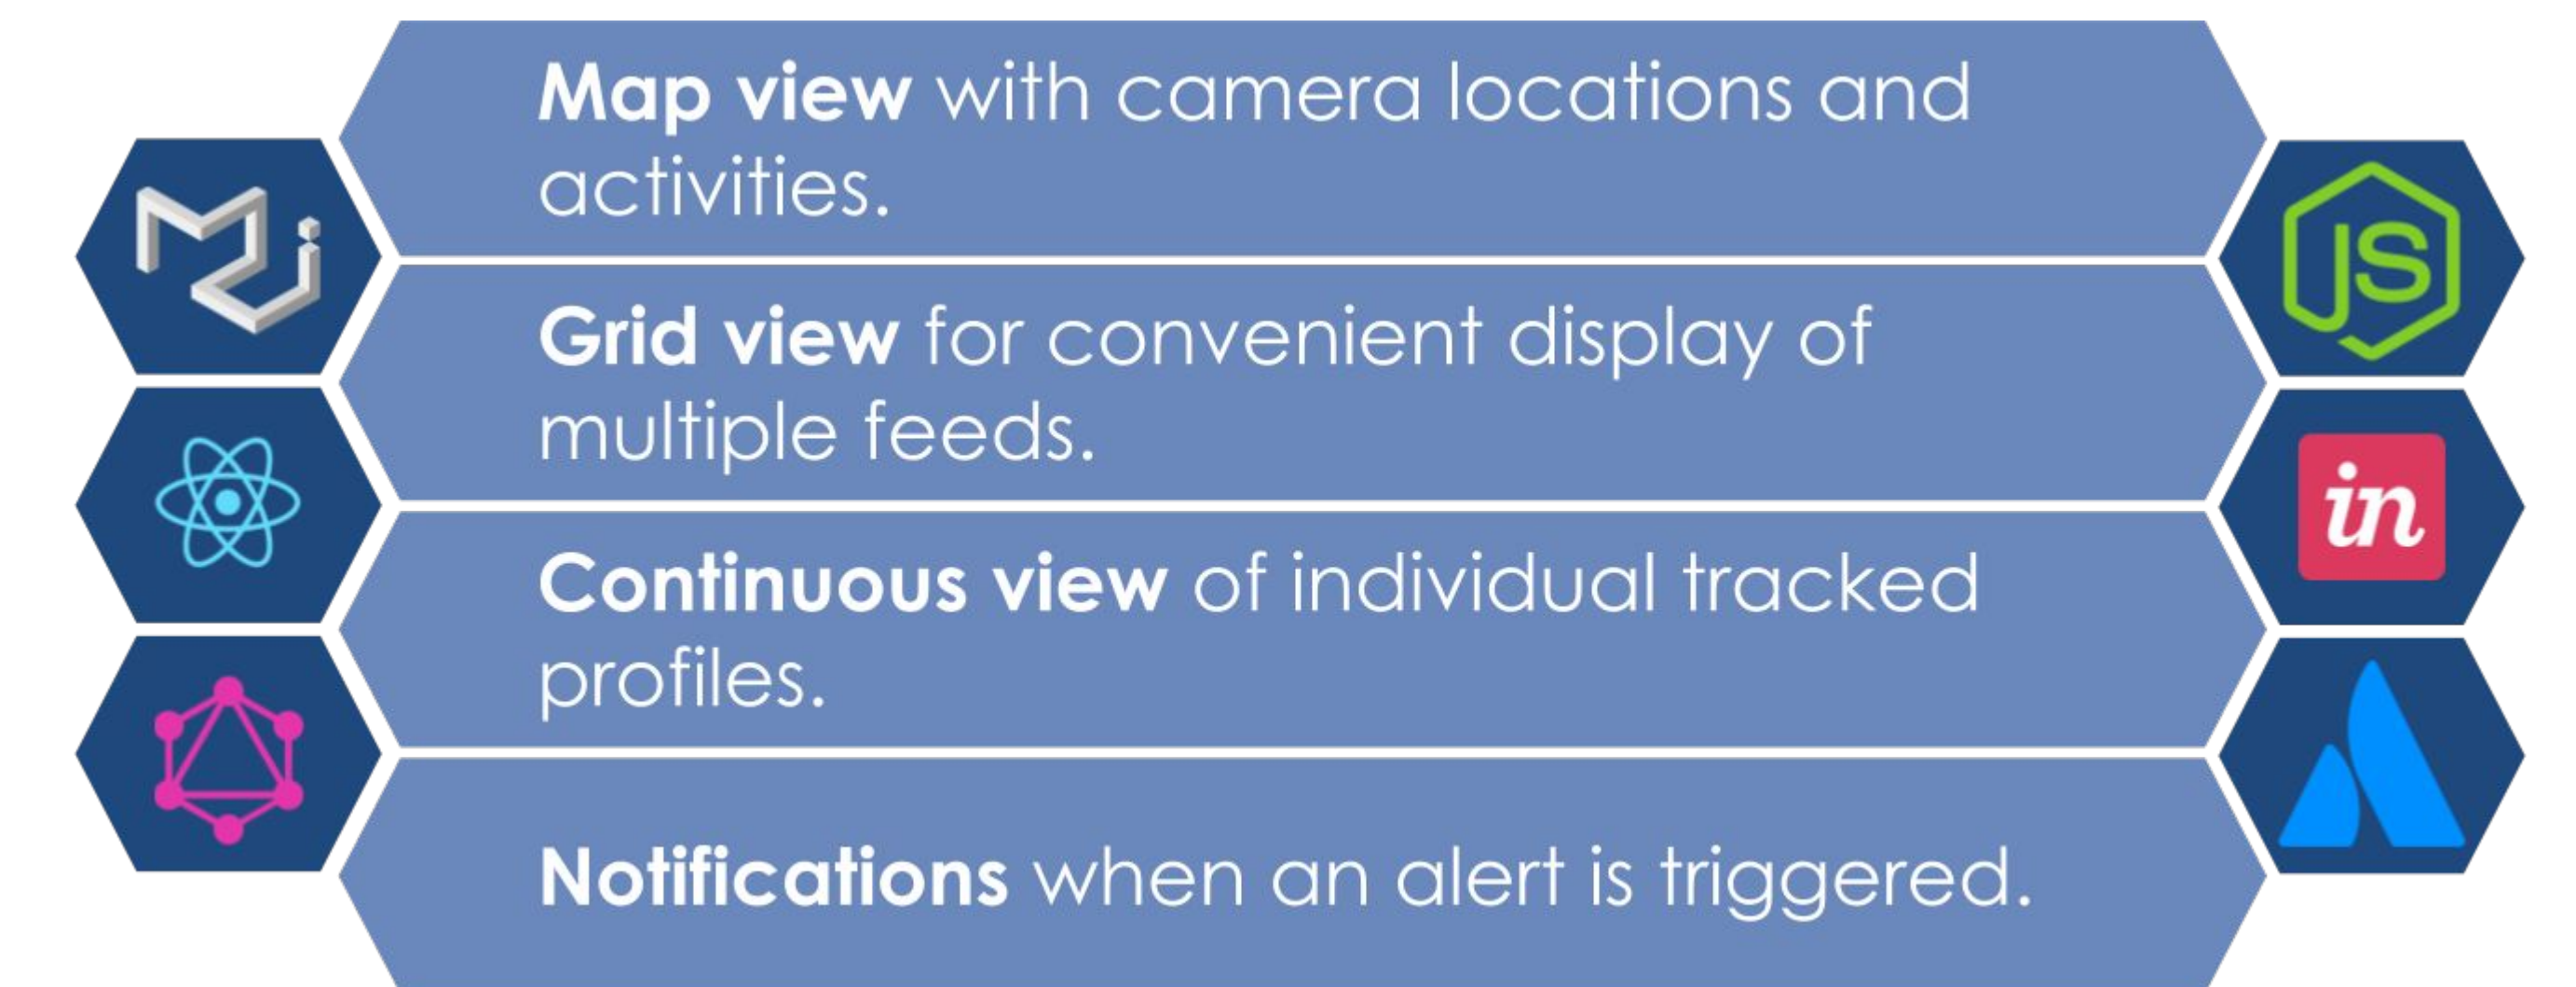 Map view with camera locations and
activities.
JS
Grid view for convenient display of
multiple feeds.
in
Continuous view of individual tracked
profiles.
Notifications when an alert is triggered.